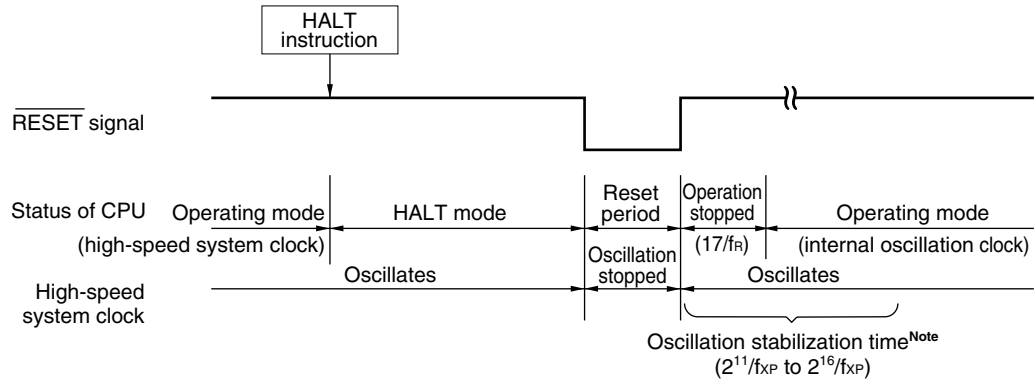 HALT
instruction
RESET signal
Status of CPU
Operating mode
(high-speed system clock)
HALT mode
Reset
period
Operation
stopped
(17/fR)
Operating mode
(internal oscillation clock)
High-speed
system clock
Oscillates
Oscillation
stopped
Oscillates
Oscillation stabilization timeNote
(2¹¹/fXP to 2¹⁶/fXP)